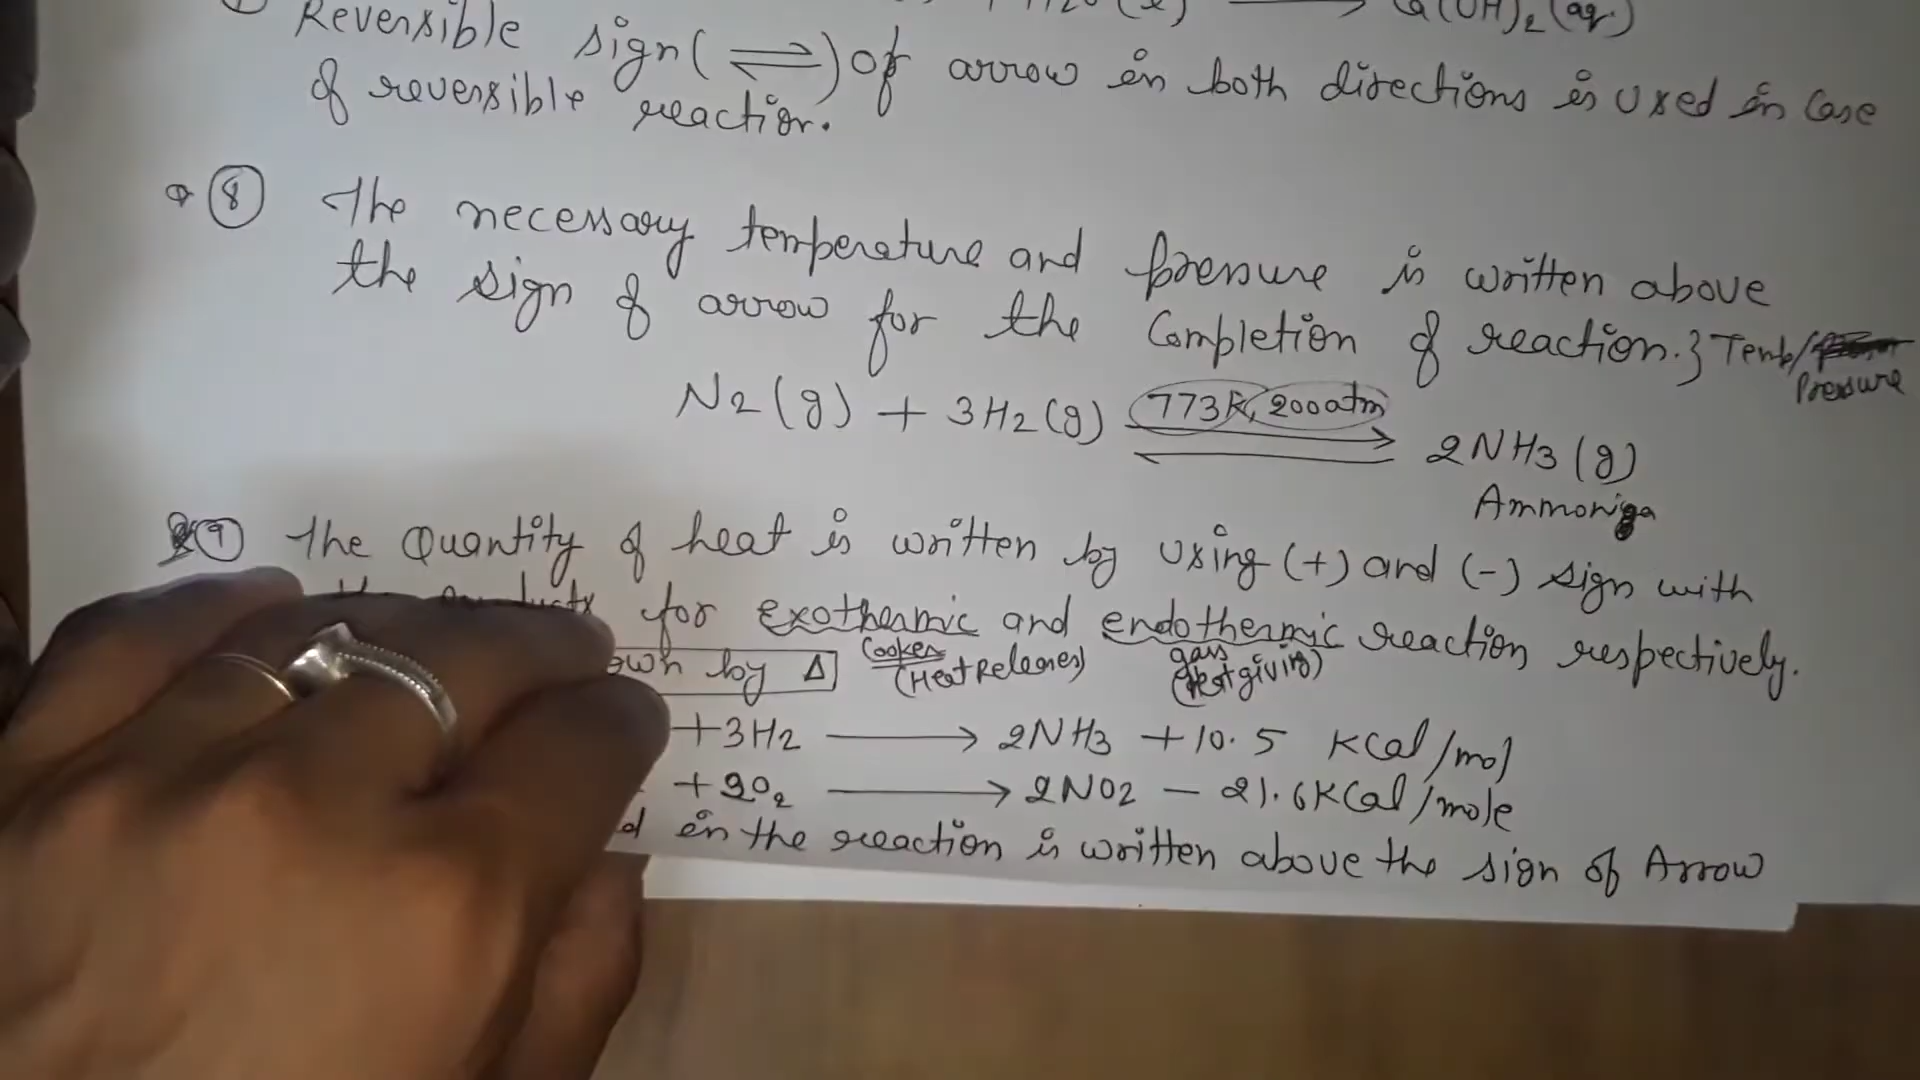 Reversible sign (⇌) of arrow in both directions is used in case
of reversible reaction.
⑧ The necessary temperature and pressure is written above
the sign of arrow for the completion of reaction. } Temp/
Pressure
N2 (g) + 3H2 (g) 773K, 200atm ⇌ 2NH3 (g)
Ammonia
⑨ The Quantity of heat is written by using (+) and (-) sign with
for exothermic and endothermic reaction respectively.
by Δ
Cooker
(Heat Releases)
gas
giving)
+3H2 ⟶ 2NH3 +10.5 Kcal/mol
+2O2 ⟶ 2NO2 - 21.6 KCal/mole
in the reaction is written above the sign of Arrow